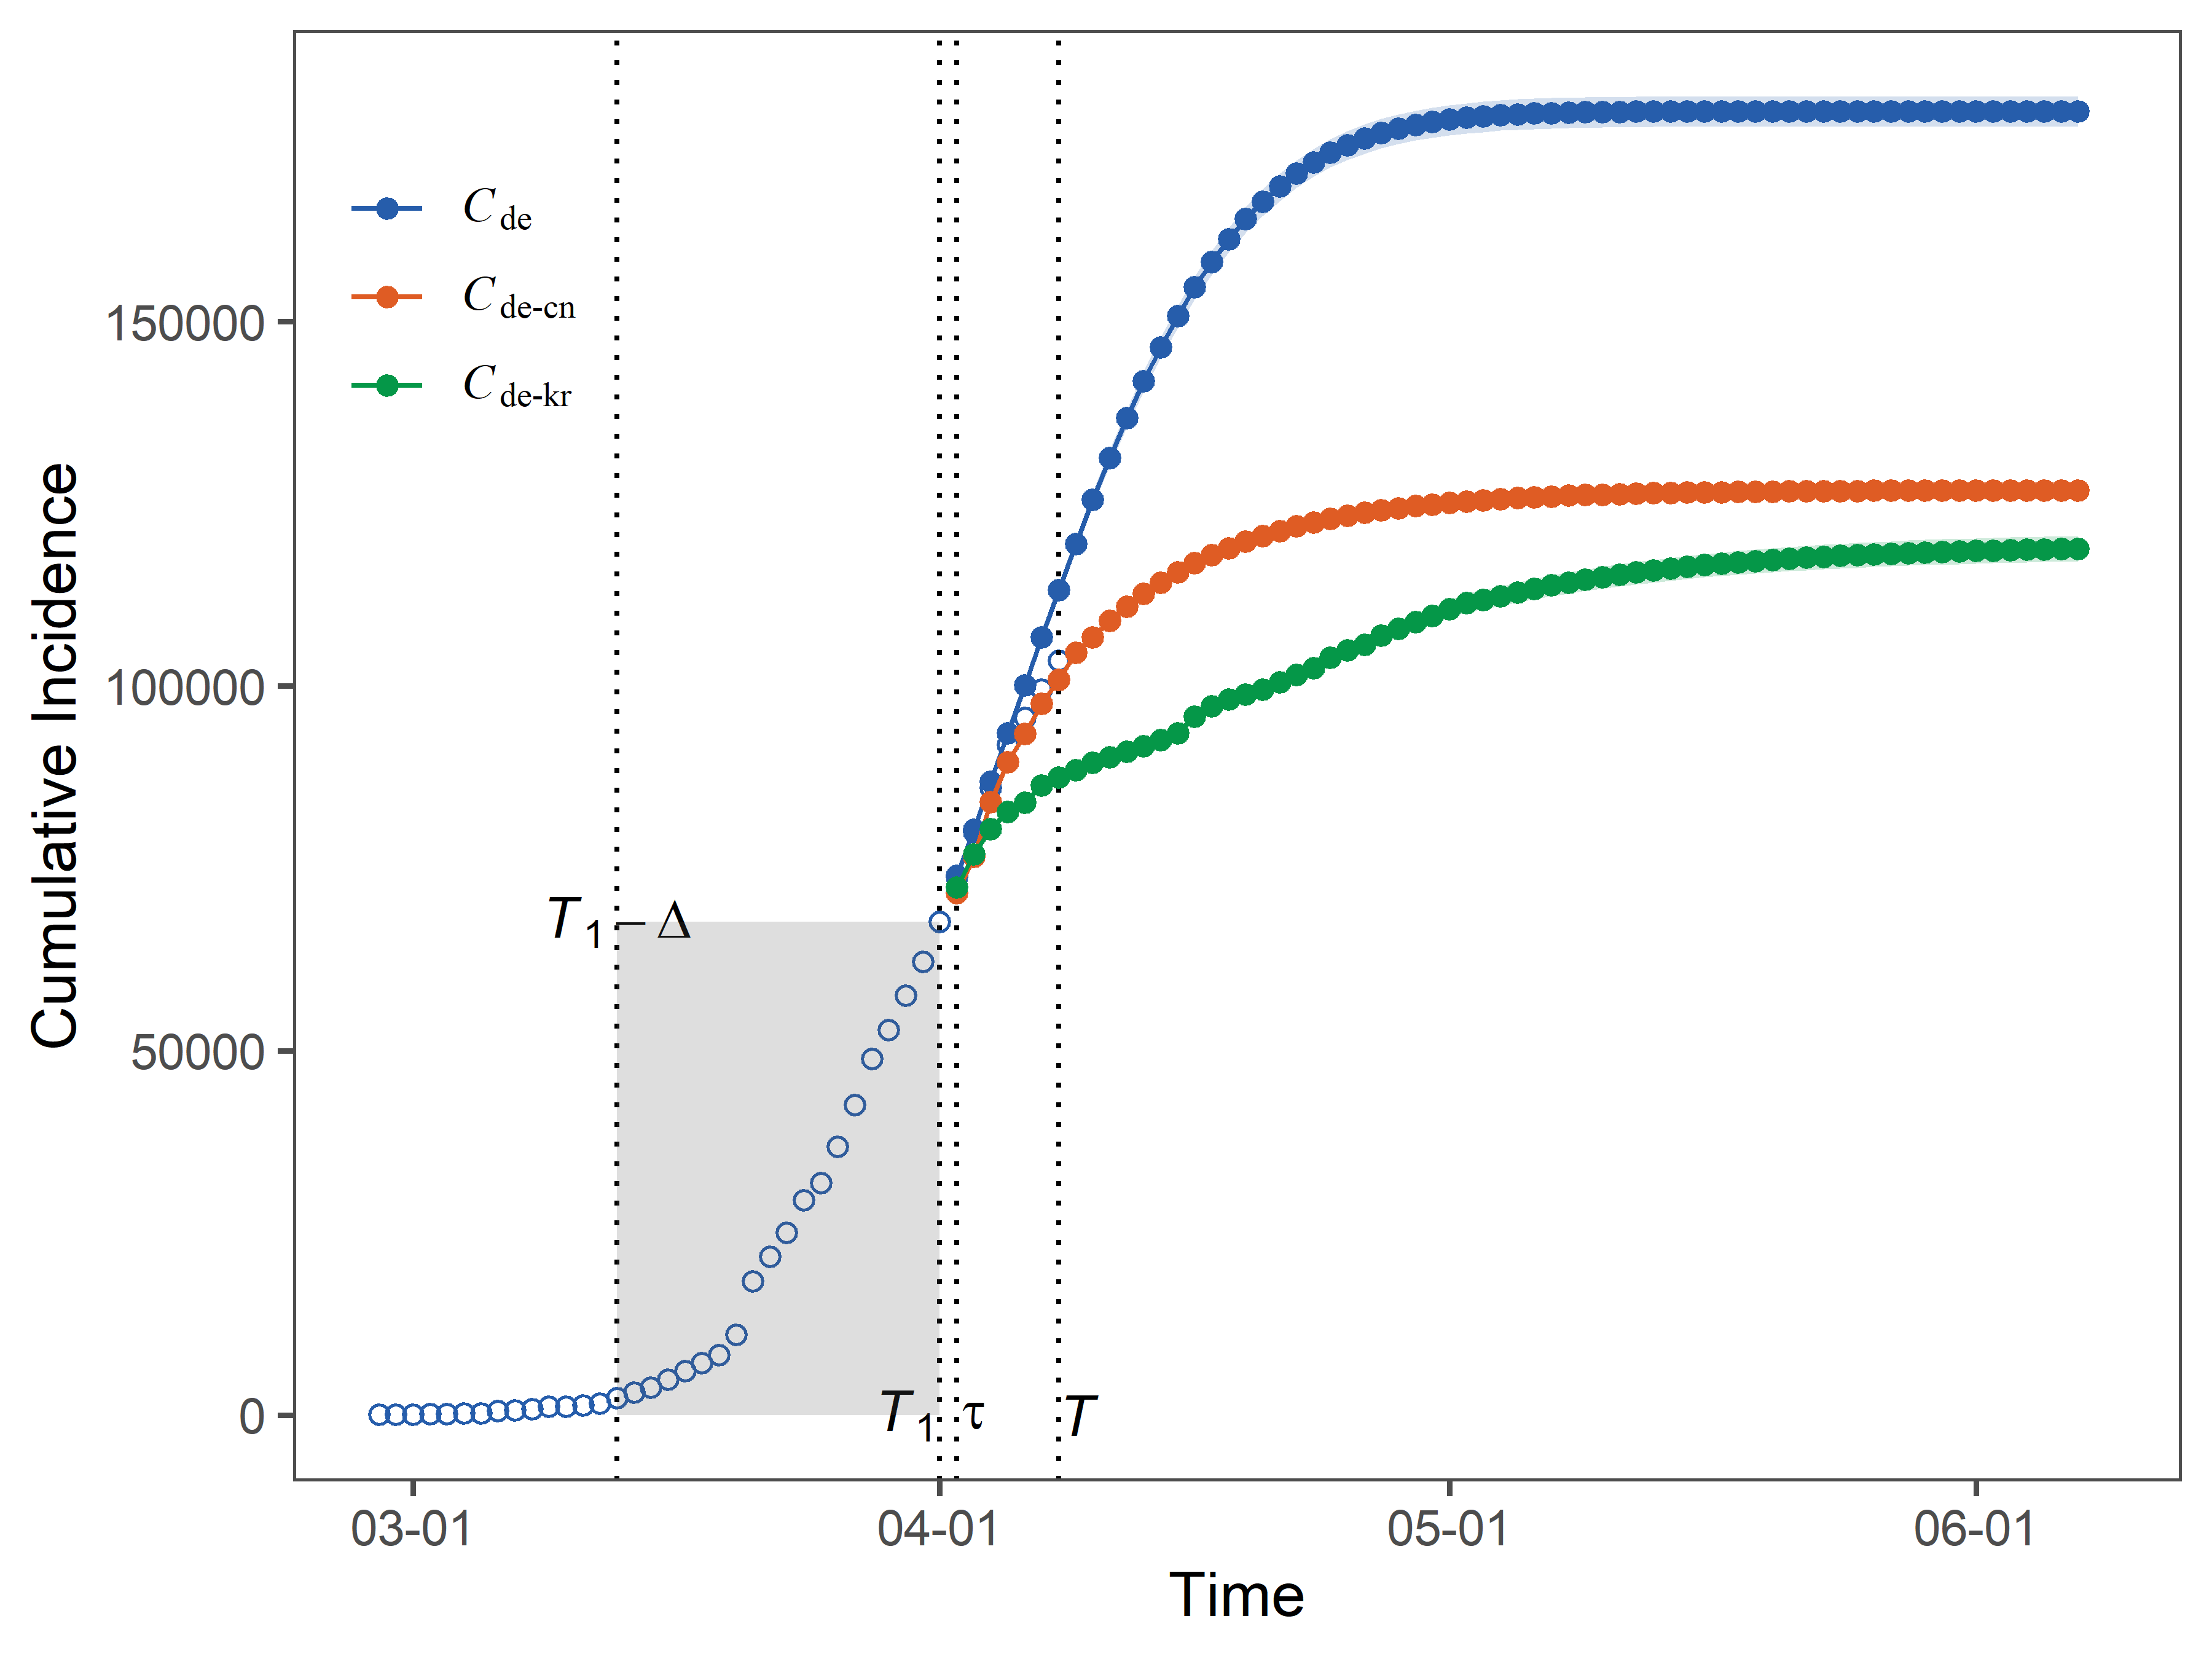 C de
C de-cn
C de-kr
150000
100000
50000
0
Cumulative Incidence
T 1 − Δ
T 1
τ
T
03-01
04-01
05-01
06-01
Time